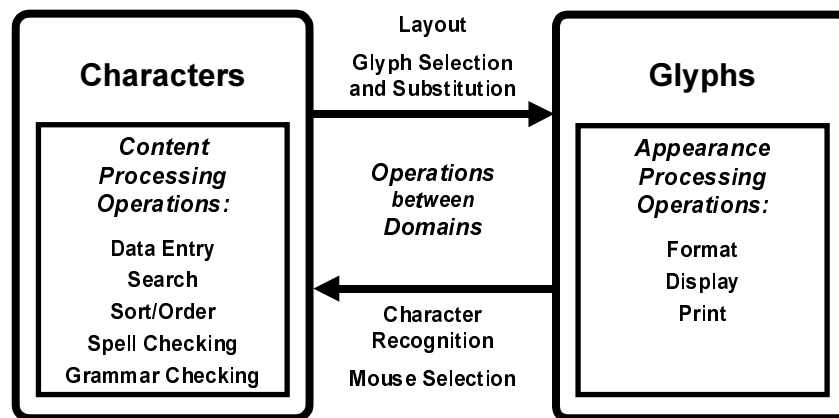 Characters
Content
Processing
Operations:
Data Entry
Search
Sort/Order
Spell Checking
Grammar Checking
Layout
Glyph Selection
and Substitution
Operations
between
Domains
Character
Recognition
Mouse Selection
Glyphs
Appearance
Processing
Operations:
Format
Display
Print